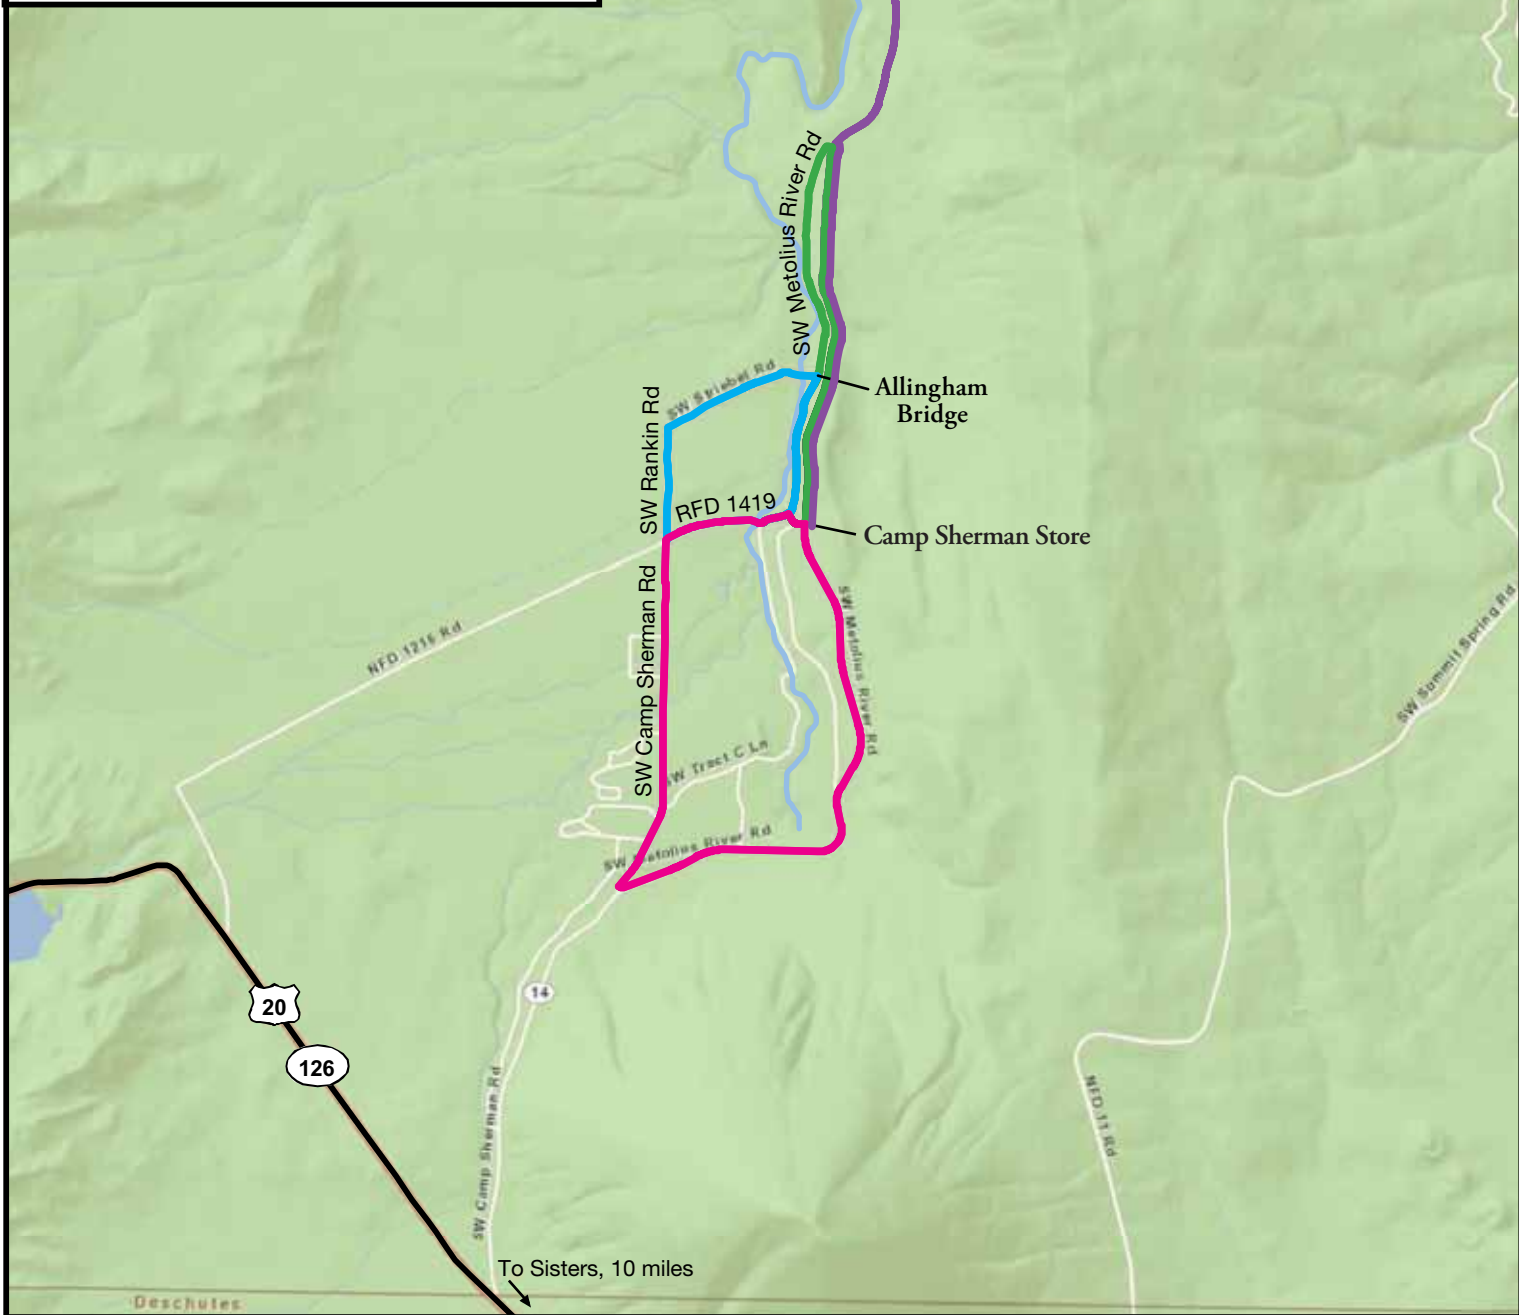 SW Metolius River Rd
SW Striebel Rd
Allingham
Bridge
SW Rankin Rd
RFD 1419
Camp Sherman Store
SW Camp Sherman Rd
SW Metolius River Rd
NFD 1216 Rd
SW Summit Spring Rd
SW Tract C Ln
SW Metolius River Rd
14
20
126
SW Camp Sherman Rd
NFD 11 Rd
To Sisters, 10 miles
Deschutes